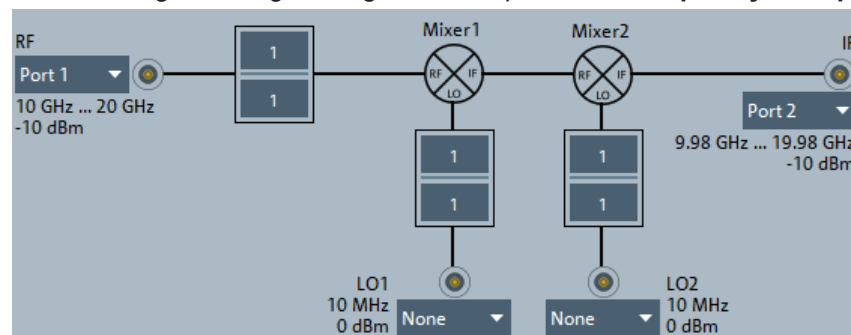 Mixer1
Mixer2
RF
IF
Port 1
1
1
RF IF
LO
RF IF
LO
10 GHz ... 20 GHz
-10 dBm
Port 2
9.98 GHz ... 19.98 GHz
-10 dBm
1
1
1
1
LO1
10 MHz
0 dBm
None
None
LO2
10 MHz
0 dBm